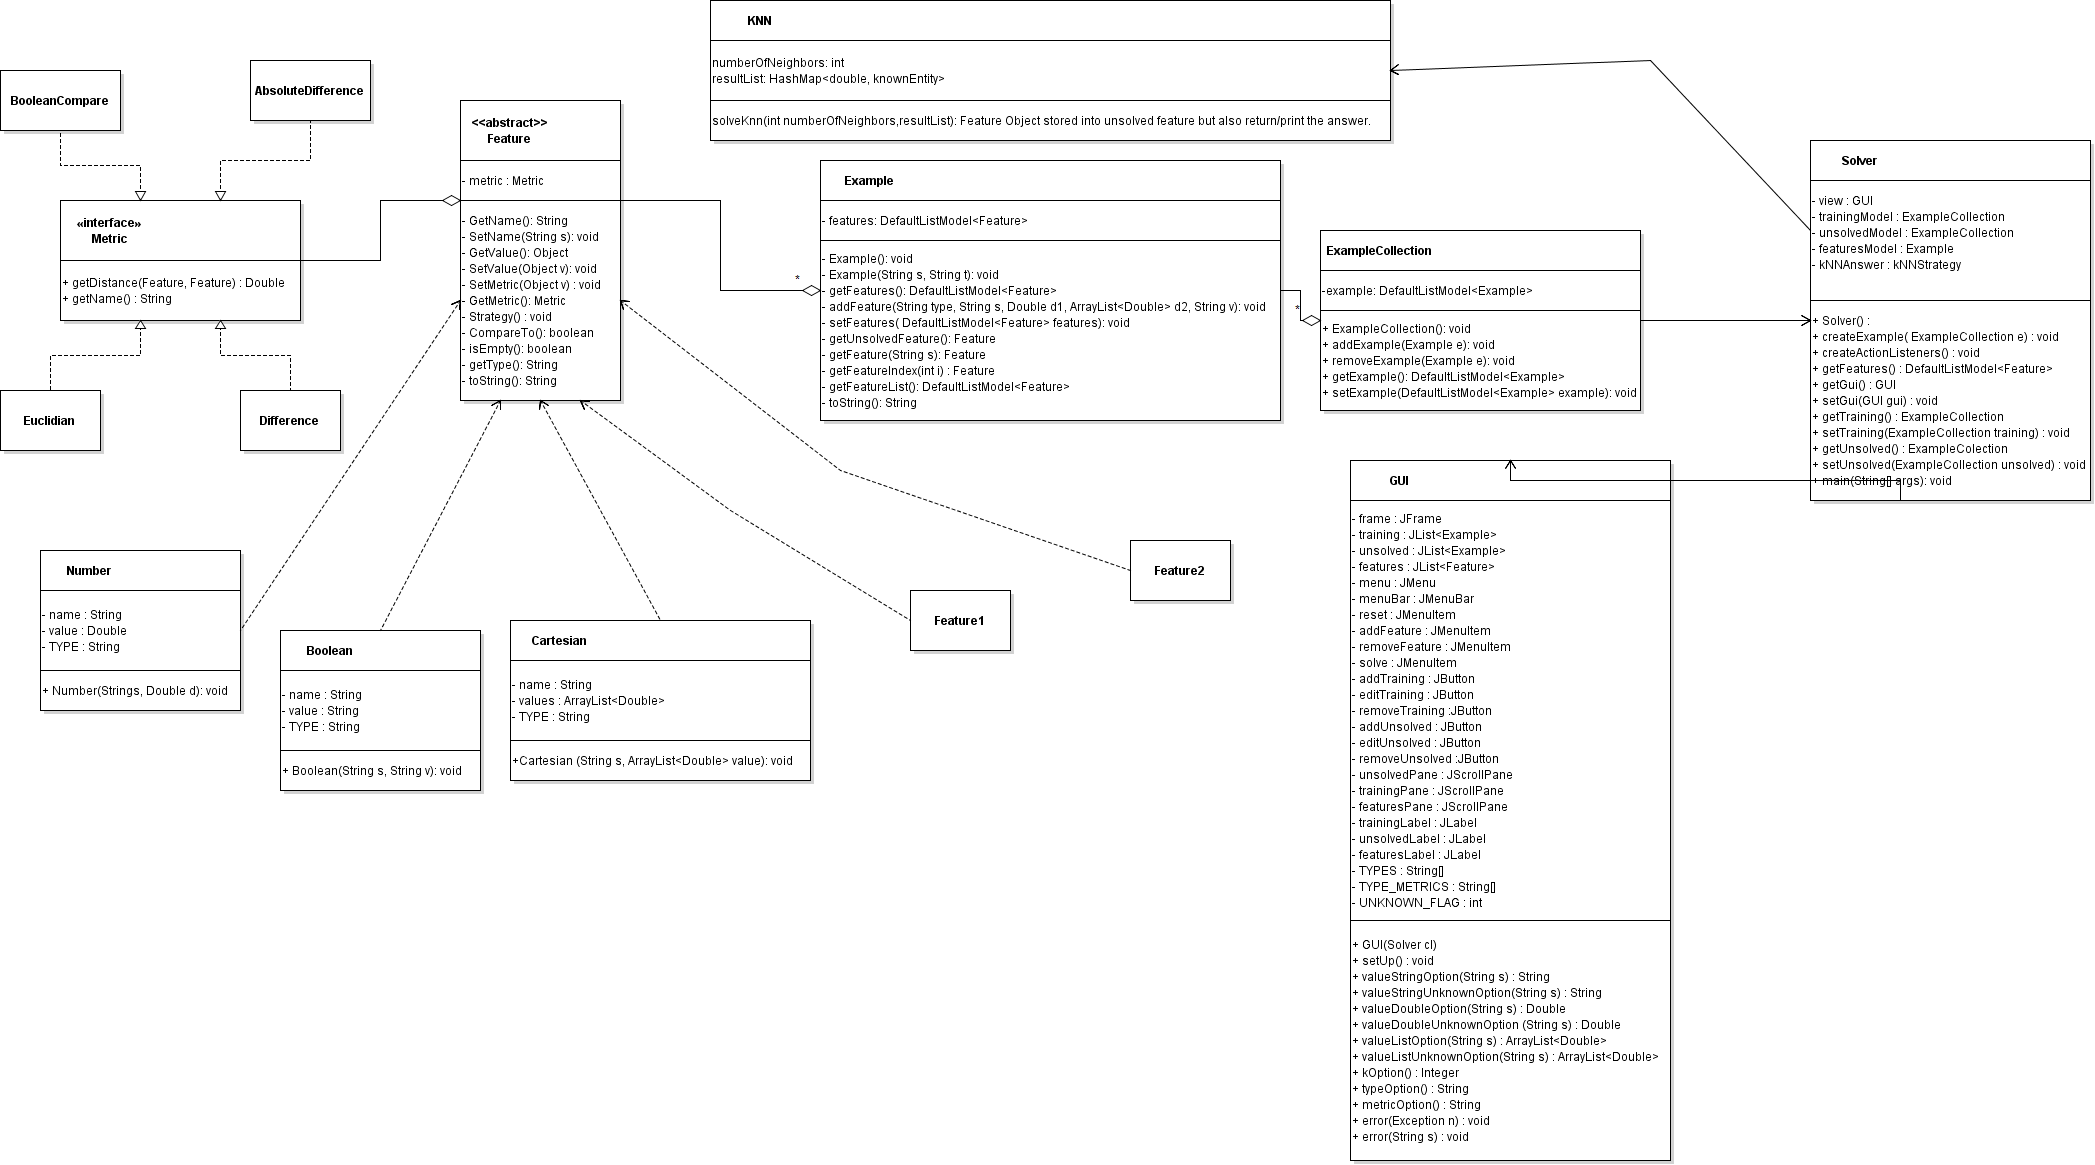 KNN
numberOfNeighbors: int
resultList: HashMap<double, knownEntity>
solveKnn(int numberOfNeighbors,resultList): Feature Object stored into unsolved feature but also return/print the answer.
BooleanCompare
AbsoluteDifference
«interface»
Metric
+ getDistance(Feature, Feature) : Double
+ getName() : String
Euclidian
Difference
<<abstract>>
Feature
- metric : Metric
- GetName(): String
- SetName(String s): void
- GetValue(): Object
- SetValue(Object v): void
- SetMetric(Object v) : void
- GetMetric(): Metric
- Strategy() : void
- CompareTo(): boolean
- isEmpty(): boolean
- getType(): String
- toString(): String
*
Example
- features: DefaultListModel<Feature>
- Example(): void
- Example(String s, String t): void
- getFeatures(): DefaultListModel<Feature>
- addFeature(String type, String s, Double d1, ArrayList<Double> d2, String v): void
- setFeatures( DefaultListModel<Feature> features): void
- getUnsolvedFeature(): Feature
- getFeature(String s): Feature
- getFeatureIndex(int i) : Feature
- getFeatureList(): DefaultListModel<Feature>
- toString(): String
*
ExampleCollection
-example: DefaultListModel<Example>
+ ExampleCollection(): void
+ addExample(Example e): void
+ removeExample(Example e): void
+ getExample(): DefaultListModel<Example>
+ setExample(DefaultListModel<Example> example): void
Solver
- view : GUI
- trainingModel : ExampleCollection
- unsolvedModel : ExampleCollection
- featuresModel : Example
- kNNAnswer : kNNStrategy
+ Solver() :
+ createExample( ExampleCollection e) : void
+ createActionListeners() : void
+ getFeatures() : DefaultListModel<Feature>
+ getGui() : GUI
+ setGui(GUI gui) : void
+ getTraining() : ExampleCollection
+ setTraining(ExampleCollection training) : void
+ getUnsolved() : ExampleColection
+ setUnsolved(ExampleCollection unsolved) : void
+ main(String[] args): void
Number
- name : String
- value : Double
- TYPE : String
+ Number(Strings, Double d): void
Boolean
- name : String
- value : String
- TYPE : String
+ Boolean(String s, String v): void
Cartesian
- name : String
- values : ArrayList<Double>
- TYPE : String
+Cartesian (String s, ArrayList<Double> value): void
Feature1
Feature2
GUI
- frame : JFrame
- training : JList<Example>
- unsolved : JList<Example>
- features : JList<Feature>
- menu : JMenu
- menuBar : JMenuBar
- reset : JMenuItem
- addFeature : JMenuItem
- removeFeature : JMenuItem
- solve : JMenuItem
- addTraining : JButton
- editTraining : JButton
- removeTraining :JButton
- addUnsolved : JButton
- editUnsolved : JButton
- removeUnsolved :JButton
- unsolvedPane : JScrollPane
- trainingPane : JScrollPane
- featuresPane : JScrollPane
- trainingLabel : JLabel
- unsolvedLabel : JLabel
- featuresLabel : JLabel
- TYPES : String[]
- TYPE_METRICS : String[]
- UNKNOWN_FLAG : int
+ GUI(Solver cl)
+ setUp() : void
+ valueStringOption(String s) : String
+ valueStringUnknownOption(String s) : String
+ valueDoubleOption(String s) : Double
+ valueDoubleUnknownOption (String s) : Double
+ valueListOption(String s) : ArrayList<Double>
+ valueListUnknownOption(String s) : ArrayList<Double>
+ kOption() : Integer
+ typeOption() : String
+ metricOption() : String
+ error(Exception n) : void
+ error(String s) : void